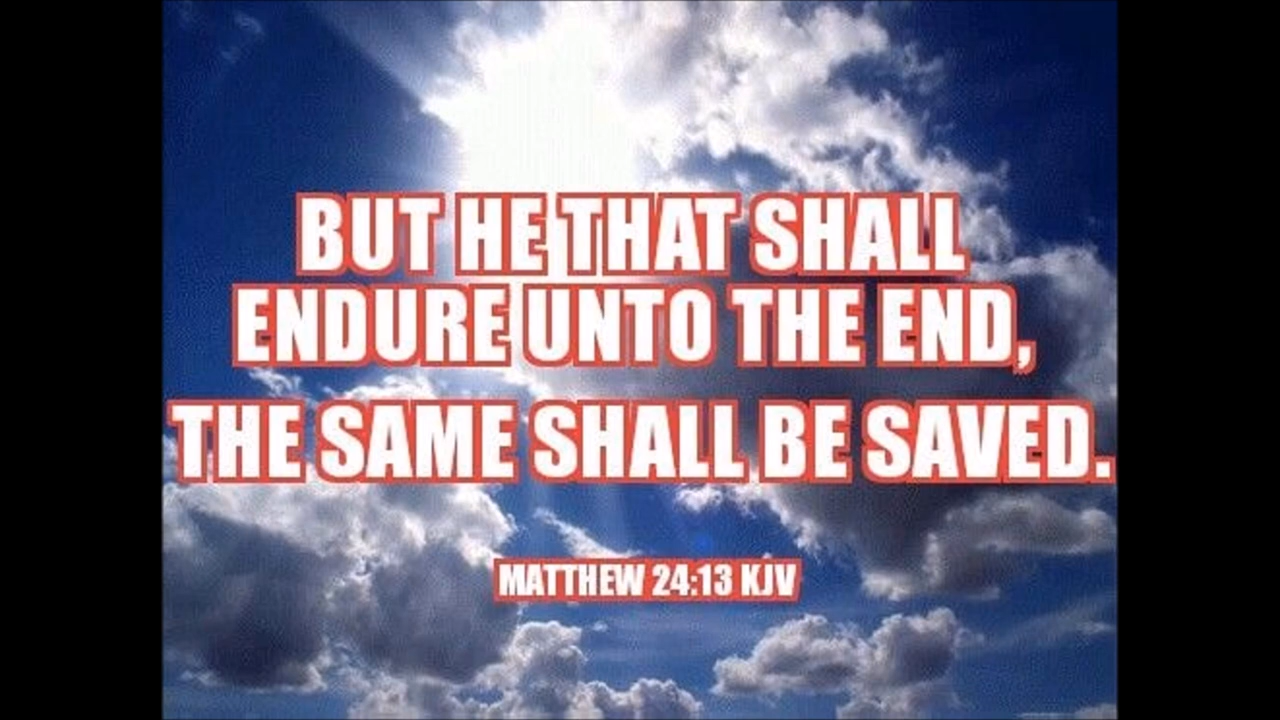 BUT HE THAT SHALL
ENDURE UNTO THE END,
THE SAME SHALL BE SAVED.
MATTHEW 24:13 KJV